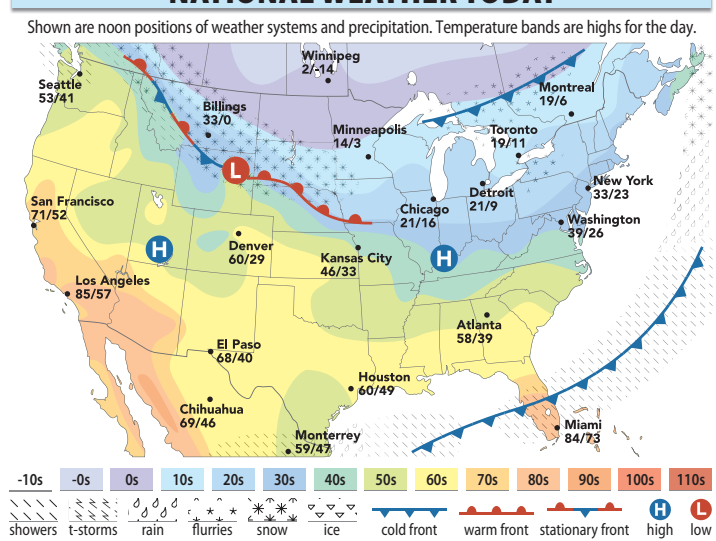 NATIONAL WEATHER TODAY
Shown are noon positions of weather systems and precipitation. Temperature bands are highs for the day.
Winnipeg
2/-14
Seattle
53/41
Montreal
19/6
Billings
33/0
Minneapolis
14/3
Toronto
19/11
New York
33/23
San Francisco
71/52
Chicago
21/16
Detroit
21/9
Washington
39/26
L
H
Denver
60/29
Kansas City
46/33
H
Los Angeles
85/57
Atlanta
58/39
El Paso
68/40
Houston
60/49
Chihuahua
69/46
Monterrey
59/47
Miami
84/73
-10s -0s 0s 10s 20s 30s 40s 50s 60s 70s 80s 90s 100s 110s
H L
showers t-storms rain flurries snow ice cold front warm front stationary front high low